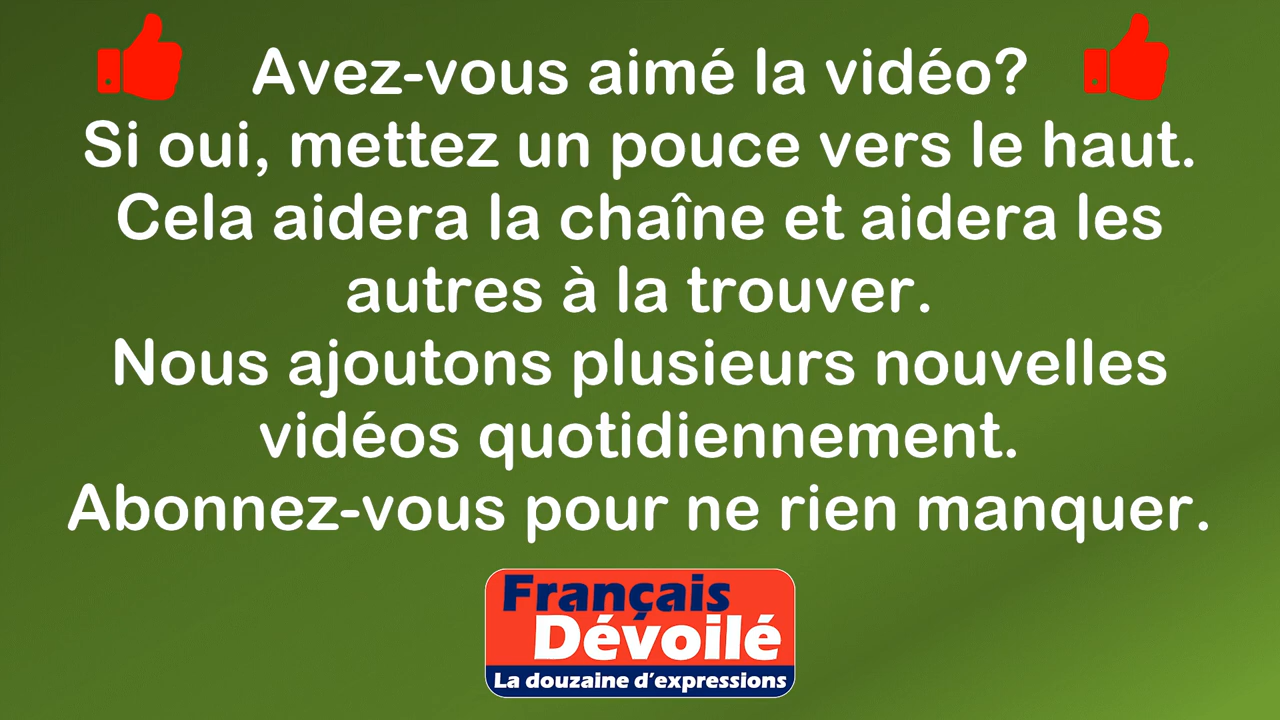 Avez-vous aimé la vidéo?
Si oui, mettez un pouce vers le haut.
Cela aidera la chaîne et aidera les
autres à la trouver.
Nous ajoutons plusieurs nouvelles
vidéos quotidiennement.
Abonnez-vous pour ne rien manquer.
Français
Dévoilé
La douzaine d'expressions